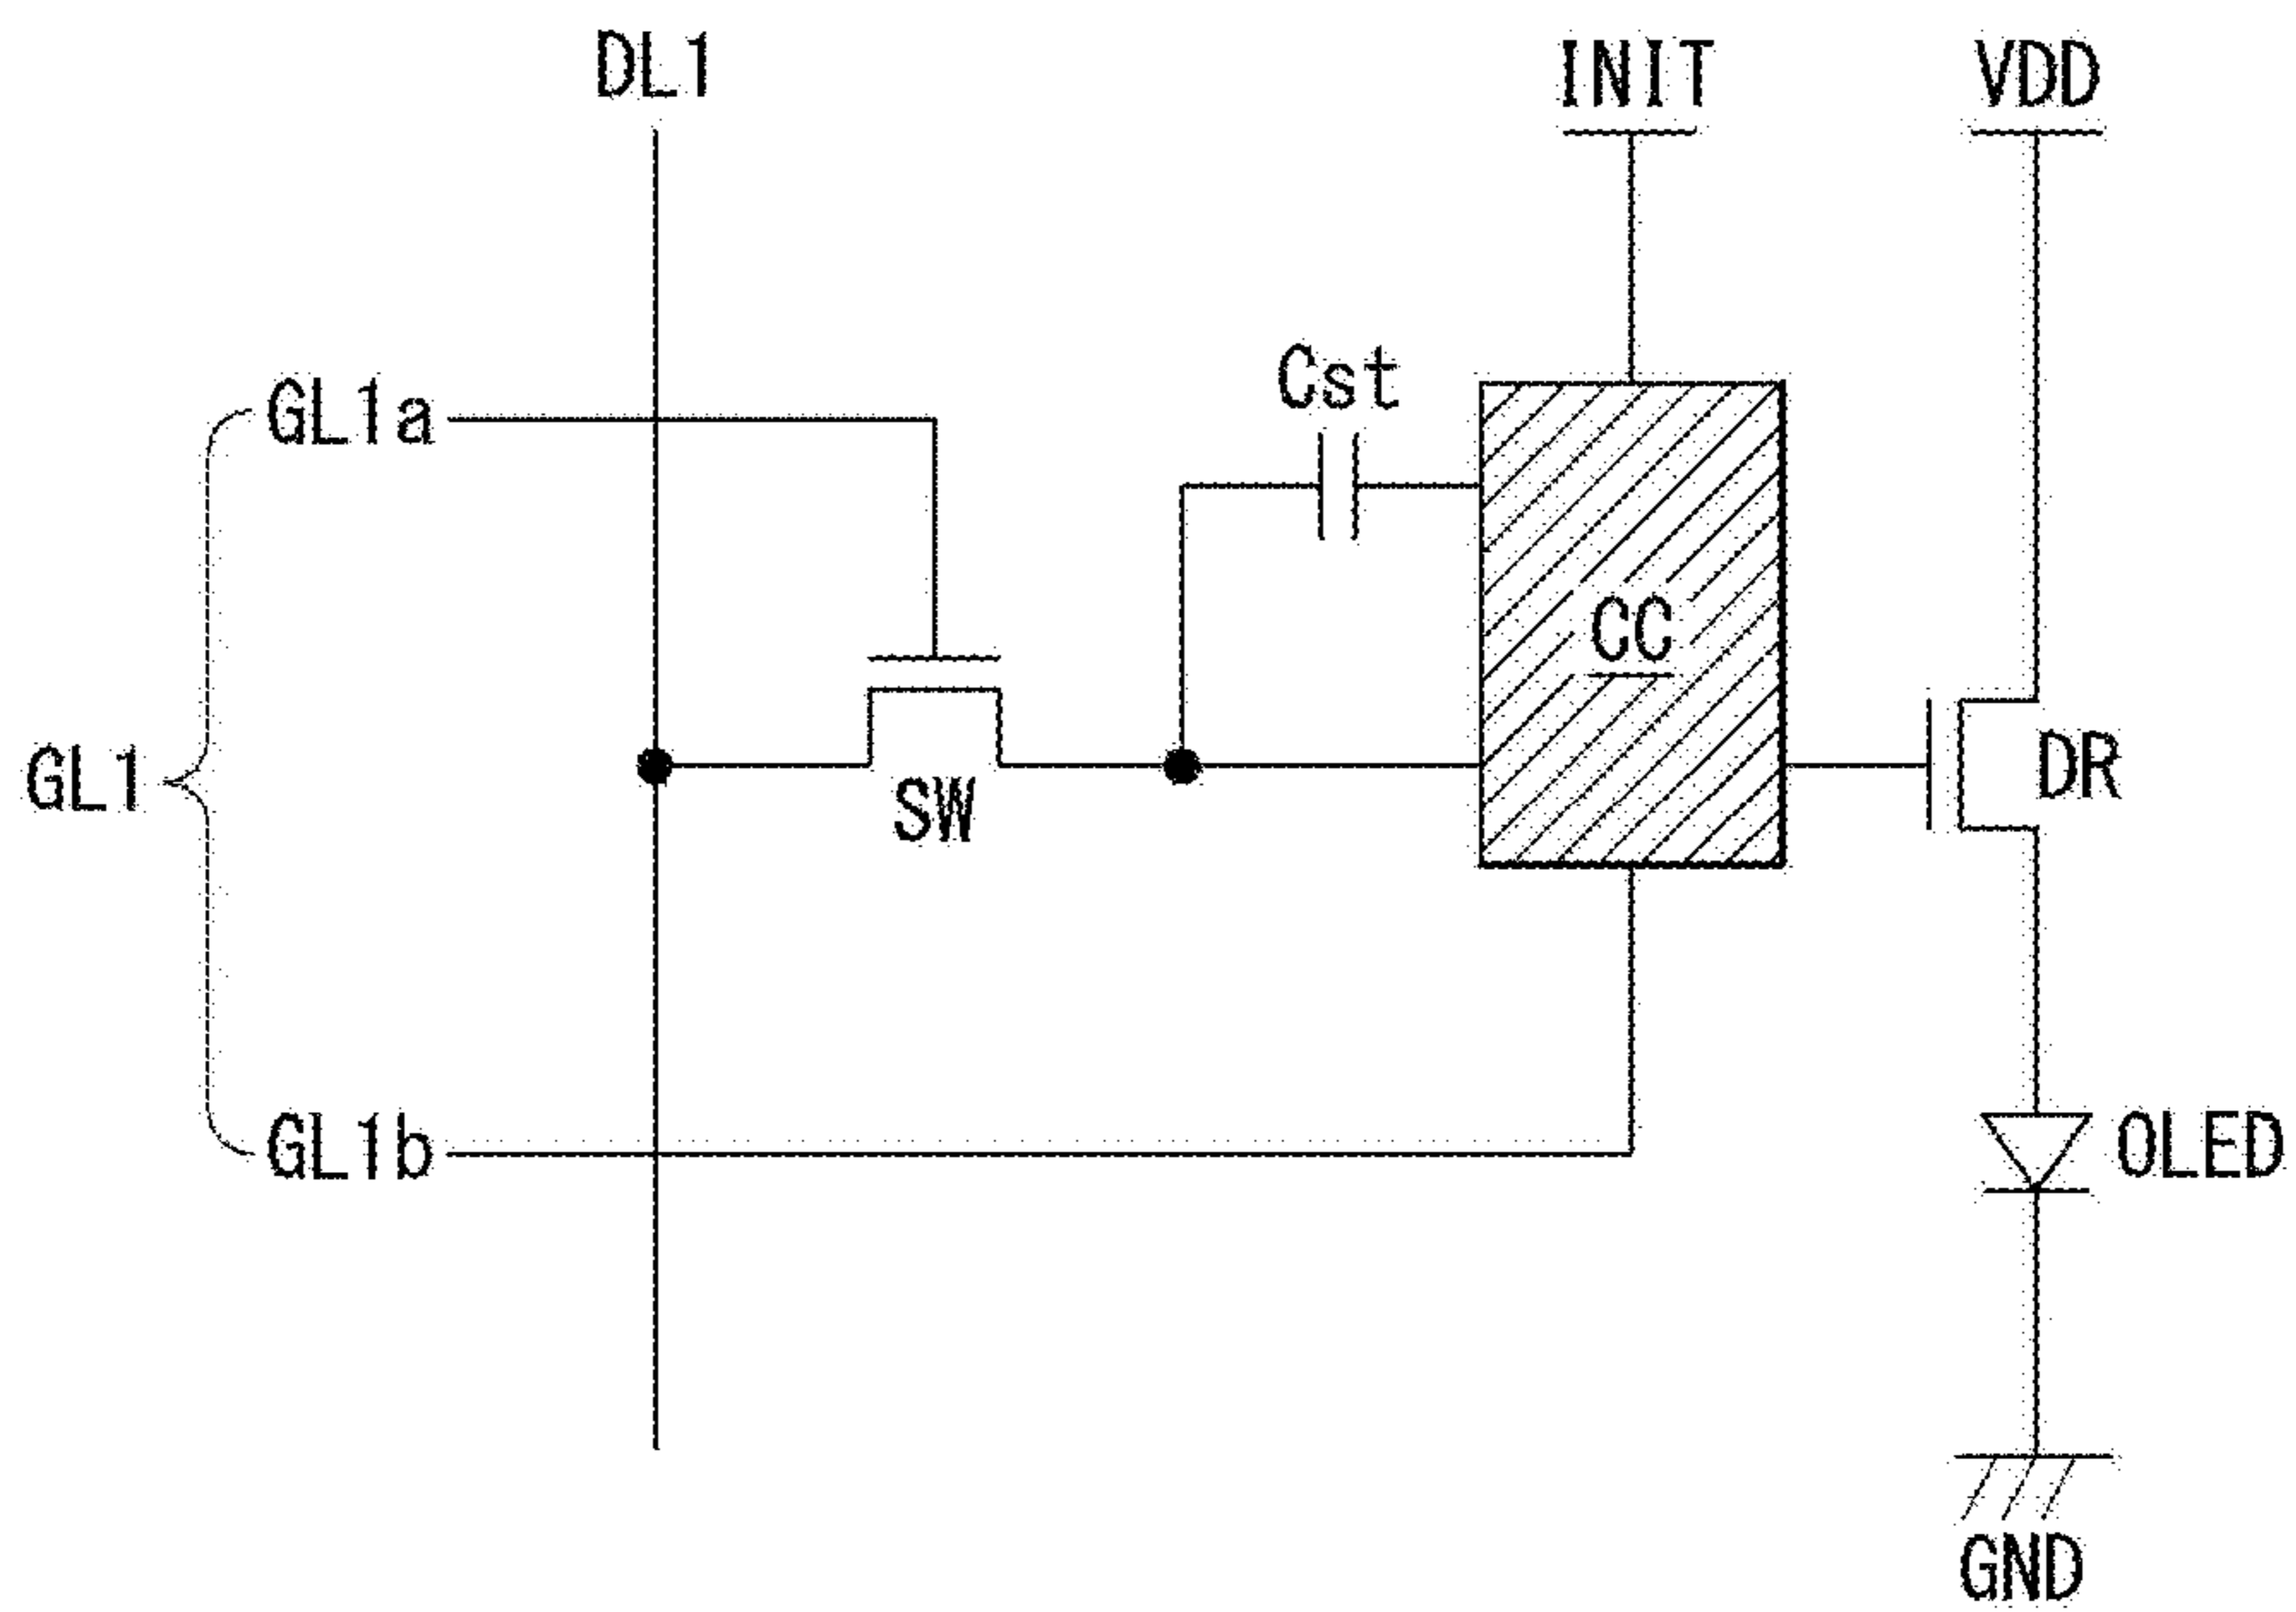 DL1
INIT
VDD
Cst
GL1a
CC
GL1
DR
SW
GL1b
OLED
GND